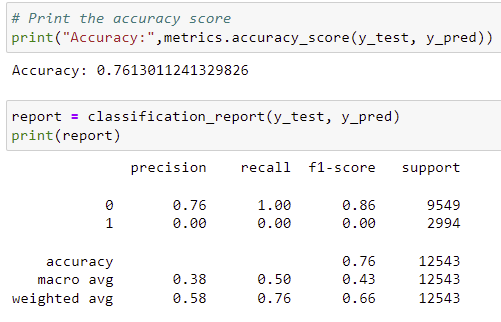 # Print the accuracy score
print("Accuracy:",metrics.accuracy_score(y_test, y_pred))
Accuracy: 0.7613011241329826
report = classification_report(y_test, y_pred)
print(report)
precision recall f1-score support
0 0.76 1.00 0.86 9549
1 0.00 0.00 0.00 2994
accuracy 0.76 12543
macro avg 0.38 0.50 0.43 12543
weighted avg 0.58 0.76 0.66 12543